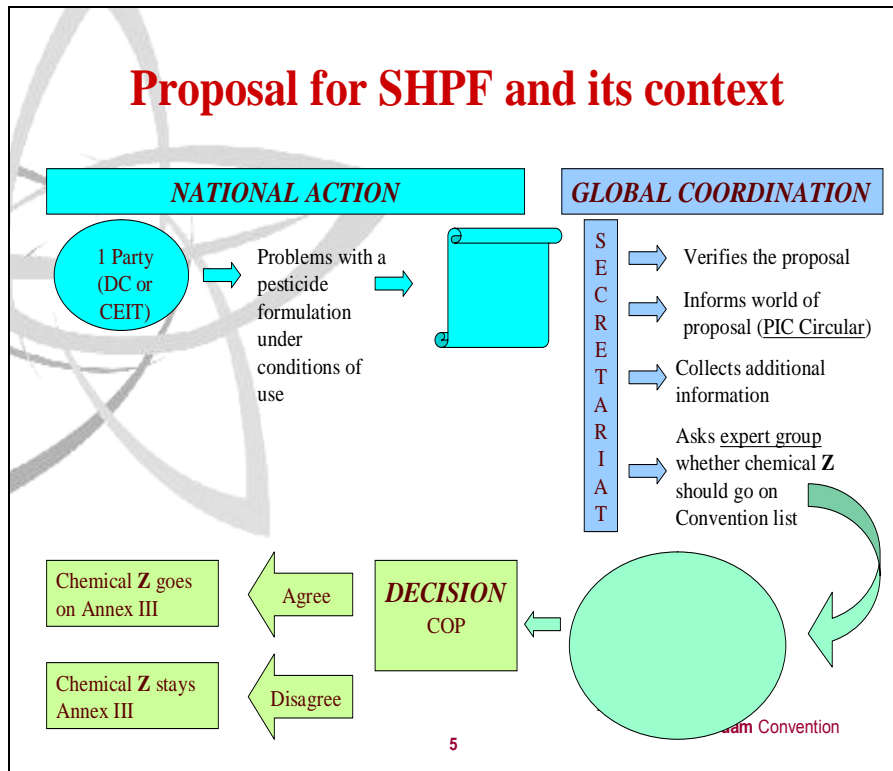 Proposal for SHPF and its context
NATIONAL ACTION
GLOBAL COORDINATION
1 Party
(DC or
CEIT)
Problems with a
pesticide
formulation
under
conditions of
use
S
E
C
R
E
T
A
R
I
A
T
Verifies the proposal
Informs world of
proposal (PIC Circular)
Collects additional
information
Asks expert group
whether chemical Z
should go on
Convention list
Chemical Z goes
on Annex III
Agree
DECISION
COP
Chemical Z stays
Annex III
Disagree
Convention
5